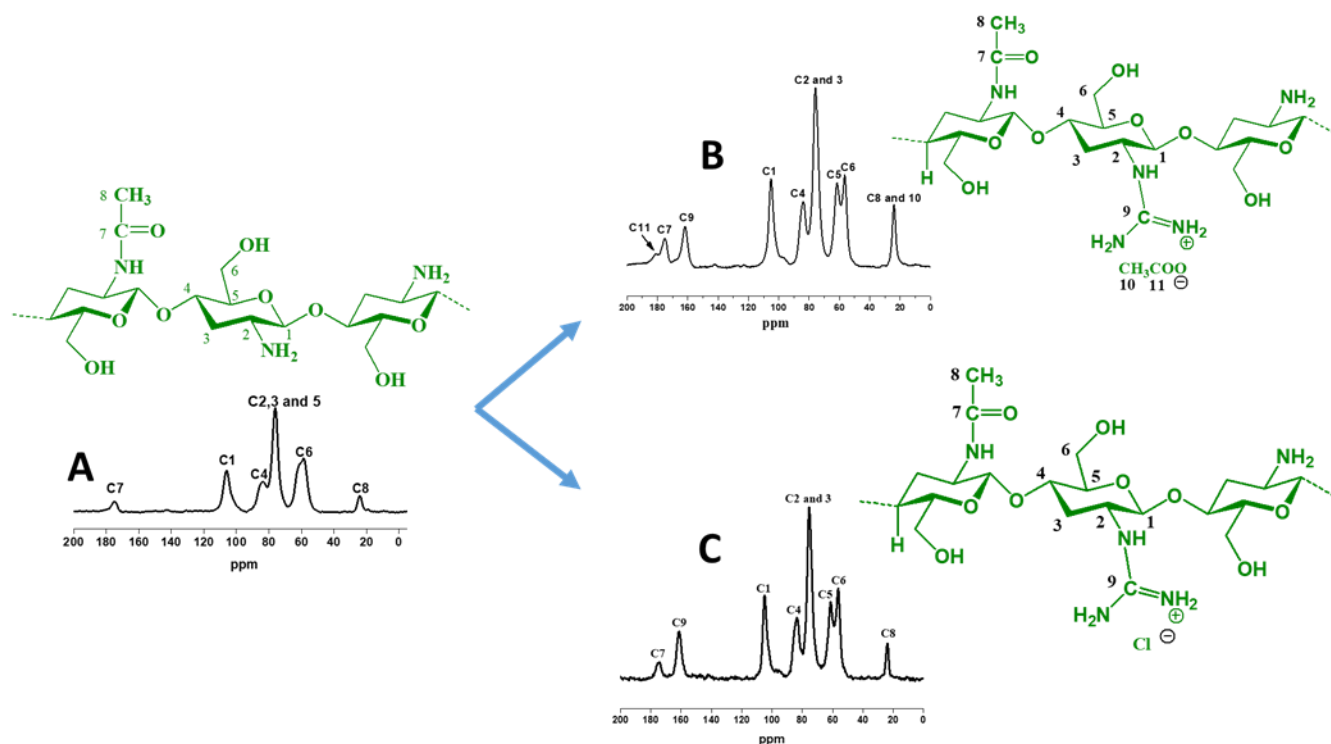 8
CH3
7 C=O
NH
OH
6
4
O
O
5
O
O
1
NH2
O
3
2
NH2
OH
OH
A
C2,3 and 5
C1
C4
C6
C7
C8
200 180 160 140 120 100 80 60 40 20 0
ppm
B
C2 and 3
C1
C4
C5
C6
C11
C7
C9
C8 and 10
200 180 160 140 120 100 80 60 40 20 0
ppm
8 CH3
7 C=O
NH
OH
6
4
O
O
5
O
O
1
NH2
O
3
2
NH
H
OH
OH
9
C
H2N
NH2
⊕
CH3COO
10 11 ⊖
C
C2 and 3
C1
C4
C5
C6
C7
C9
C8
200 180 160 140 120 100 80 60 40 20 0
ppm
8 CH3
7 C=O
NH
OH
6
4
O
O
5
O
O
1
NH2
O
3
2
NH
H
OH
OH
9
C
H2N
NH2
⊕
Cl ⊖